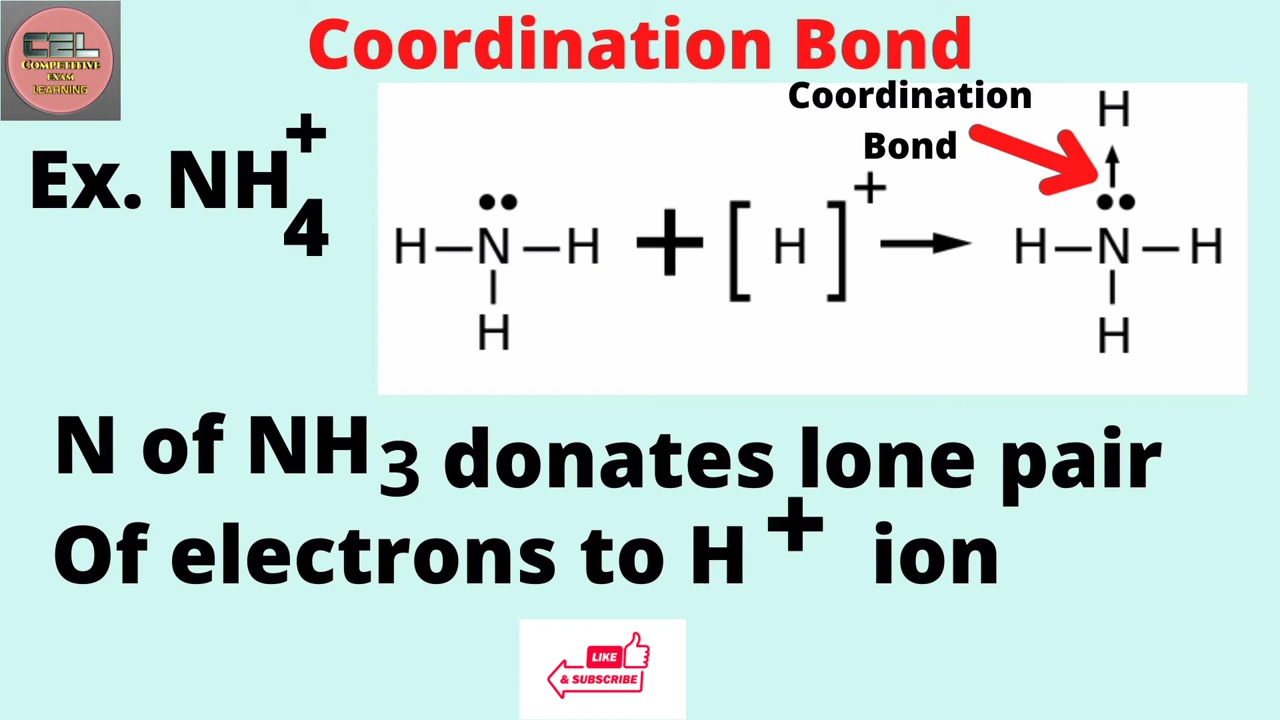 CEL
COMPETITIVE
EXAM
LEARNING
Coordination Bond
Ex. NH₄⁺
Coordination
Bond
H
H—N—H + [H]⁺ → H—N—H
H H
N of NH₃ donates lone pair
Of electrons to H⁺ ion
LIKE
& SUBSCRIBE